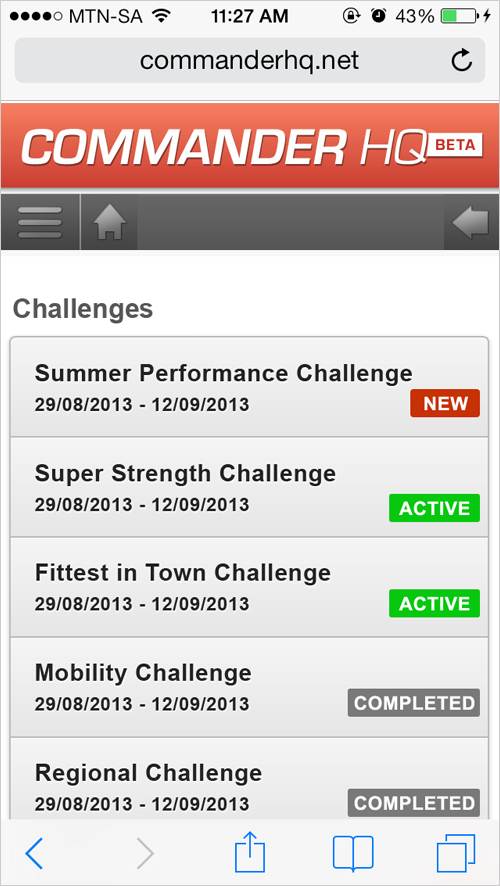 MTN-SA 11:27 AM 43%
commanderhq.net
COMMANDER HQ BETA
Challenges
Summer Performance Challenge
29/08/2013 - 12/09/2013 NEW
Super Strength Challenge
29/08/2013 - 12/09/2013 ACTIVE
Fittest in Town Challenge
29/08/2013 - 12/09/2013 ACTIVE
Mobility Challenge
29/08/2013 - 12/09/2013 COMPLETED
Regional Challenge
29/08/2013 - 12/09/2013 COMPLETED